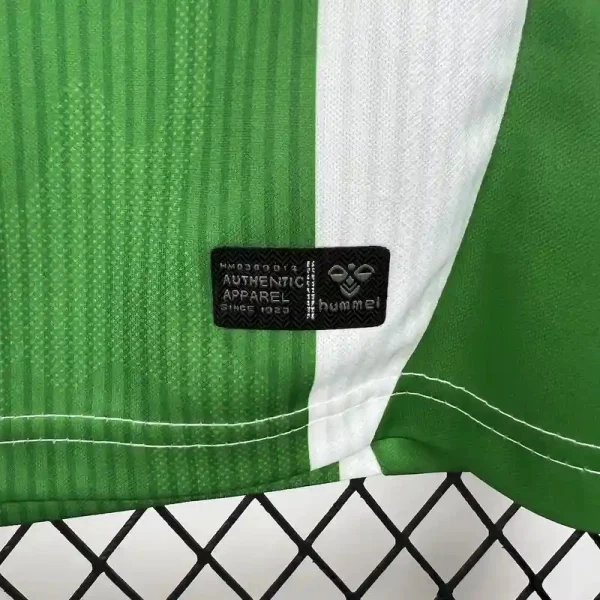 AUTHENTIC
APPAREL
SINCE 1923
hummel